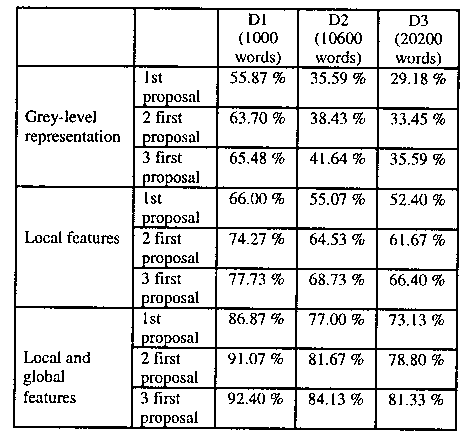 D1 (1000 words) D2 (10600 words) D3 (20200 words)
Grey-level representation
1st proposal 55.87 % 35.59 % 29.18 %
2 first proposal 63.70 % 38.43 % 33.45 %
3 first proposal 65.48 % 41.64 % 35.59 %
Local features
1st proposal 66.00 % 55.07 % 52.40 %
2 first proposal 74.27 % 64.53 % 61.67 %
3 first proposal 77.73 % 68.73 % 66.40 %
Local and global features
1st proposal 86.87 % 77.00 % 73.13 %
2 first proposal 91.07 % 81.67 % 78.80 %
3 first proposal 92.40 % 84.13 % 81.33 %